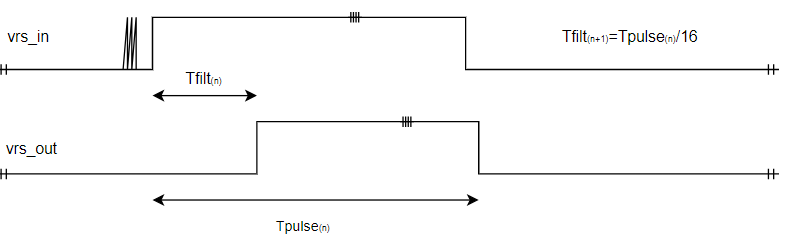 vrs_in
Tfilt(n+1)=Tpulse(n)/16
Tfilt(n)
vrs_out
Tpulse(n)